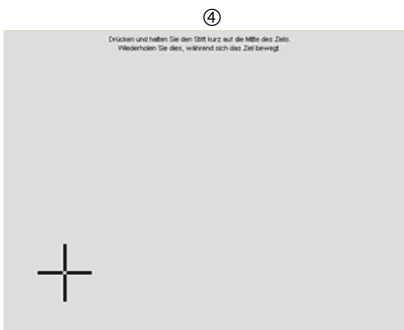 ④
Drücken und halten Sie den Stift kurz auf die Mitte des Ziels.
Wiederholen Sie dies, während sich das Ziel bewegt.